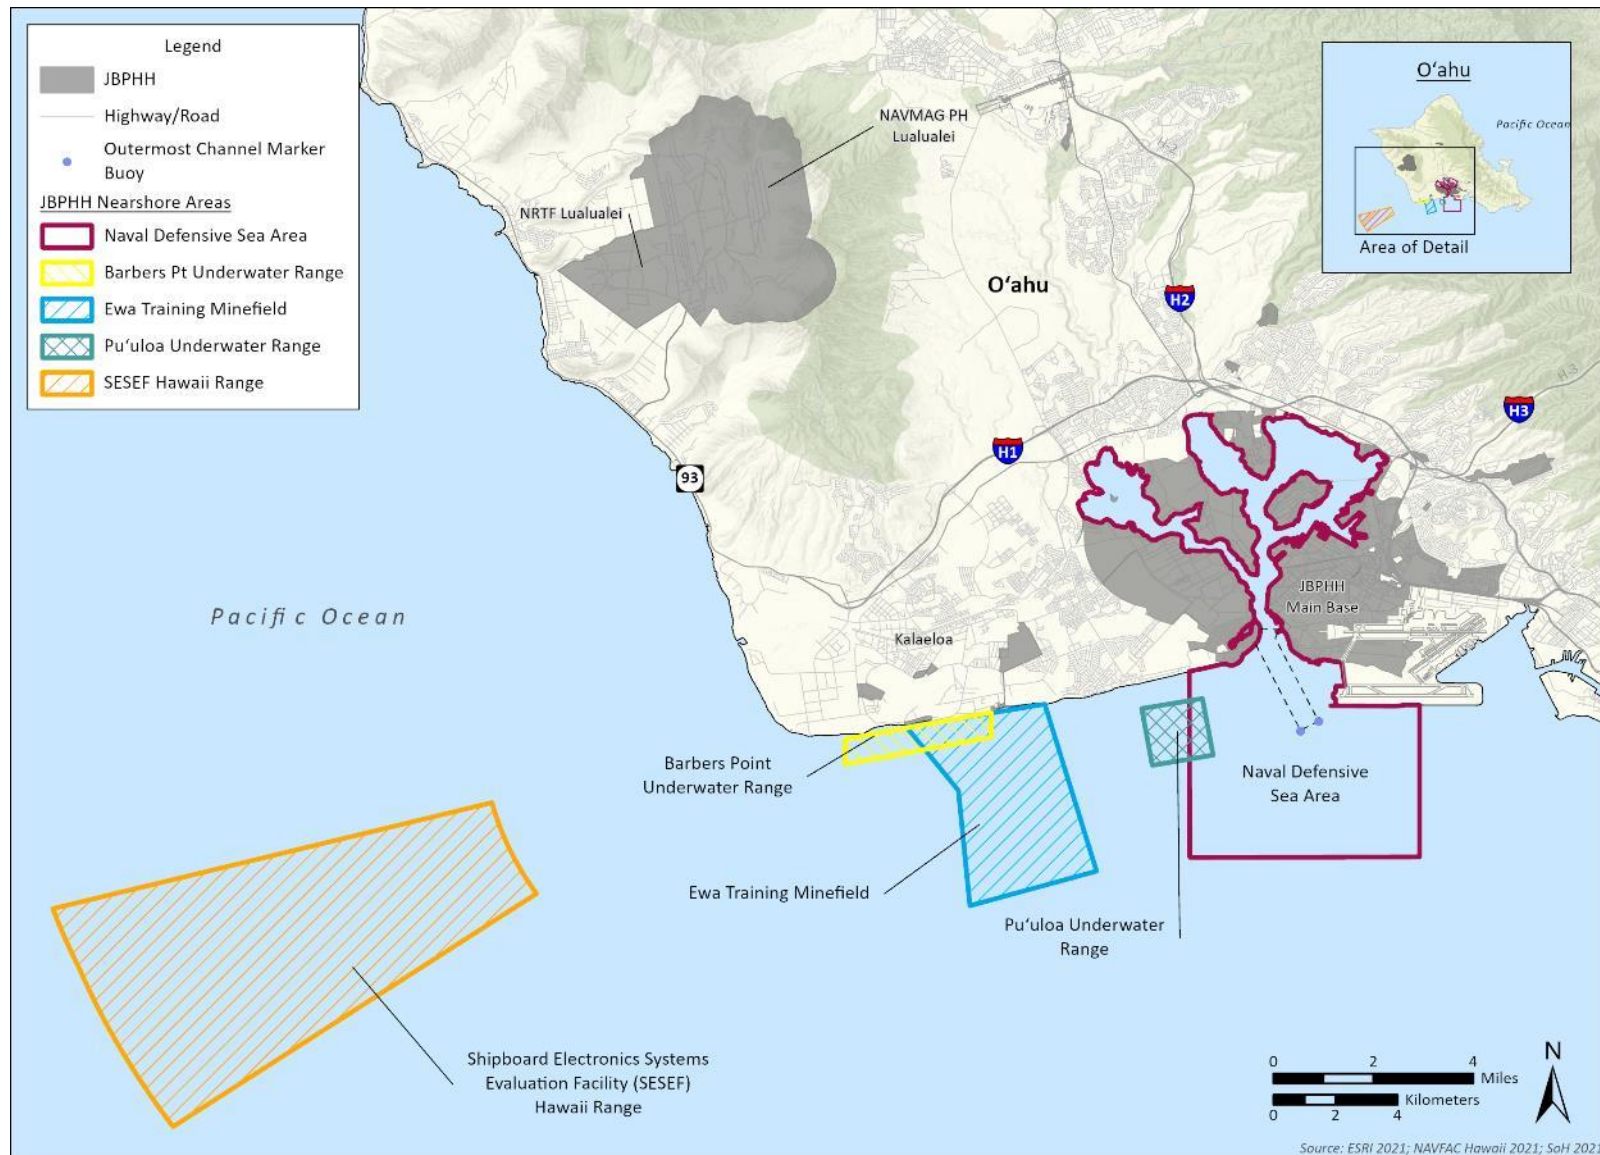 Legend
JBPHH
Highway/Road
Outermost Channel Marker
Buoy
JBPHH Nearshore Areas
Naval Defensive Sea Area
Barbers Pt Underwater Range
Ewa Training Minefield
Pu‘uloa Underwater Range
SESEF Hawaii Range
NAVMAG PH
Lualualei
NRTF Lualualei
O‘ahu
H-2
H2
H-3
H3
H1
93
O‘ahu
Pacific Ocean
Area of Detail
Pacific Ocean
JBPHH
Main Base
Kalaeloa
Barbers Point
Underwater Range
Naval Defensive
Sea Area
Ewa Training Minefield
Pu‘uloa Underwater
Range
Shipboard Electronics Systems
Evaluation Facility (SESEF)
Hawaii Range
0 2 4
Miles
Kilometers
0 2 4
N
Source: ESRI 2021; NAVFAC Hawaii 2021; SoH 2021